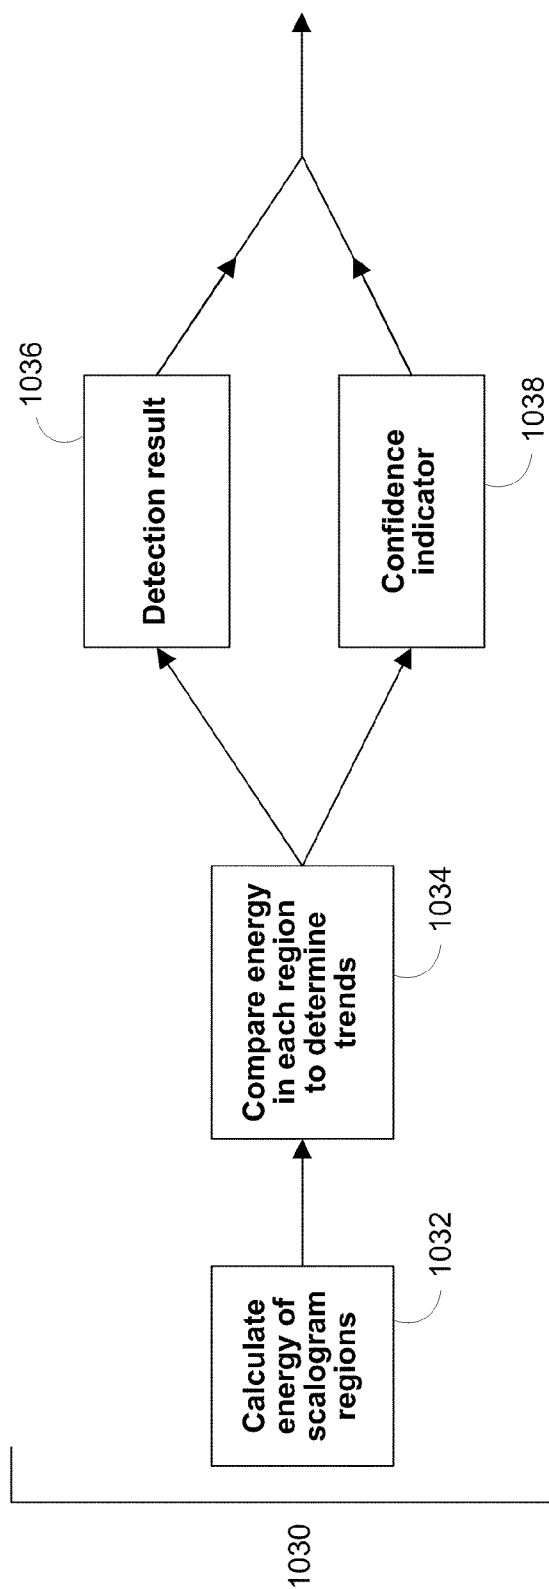 1030
Calculate
energy of
scalogram
regions
1032
Compare energy
in each region
to determine
trends
1034
Detection result
1036
Confidence
indicator
1038